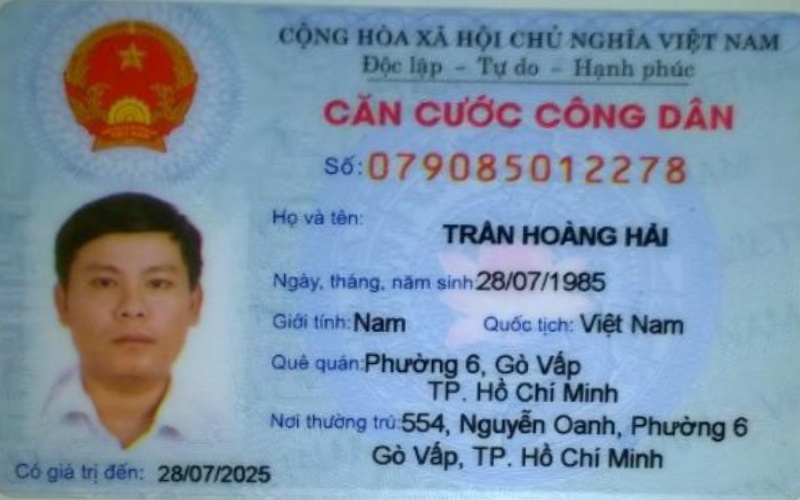 CỘNG HÒA XÃ HỘI CHỦ NGHĨA VIỆT NAM
Độc lập - Tự do - Hạnh phúc
CĂN CƯỚC CÔNG DÂN
Số: 079085012278
Họ và tên: TRẦN HOÀNG HẢI
Ngày, tháng, năm sinh: 28/07/1985
Giới tính: Nam Quốc tịch: Việt Nam
Quê quán: Phường 6, Gò Vấp
TP. Hồ Chí Minh
Nơi thường trú: 554, Nguyễn Oanh, Phường 6
Gò Vấp, TP. Hồ Chí Minh
Có giá trị đến: 28/07/2025